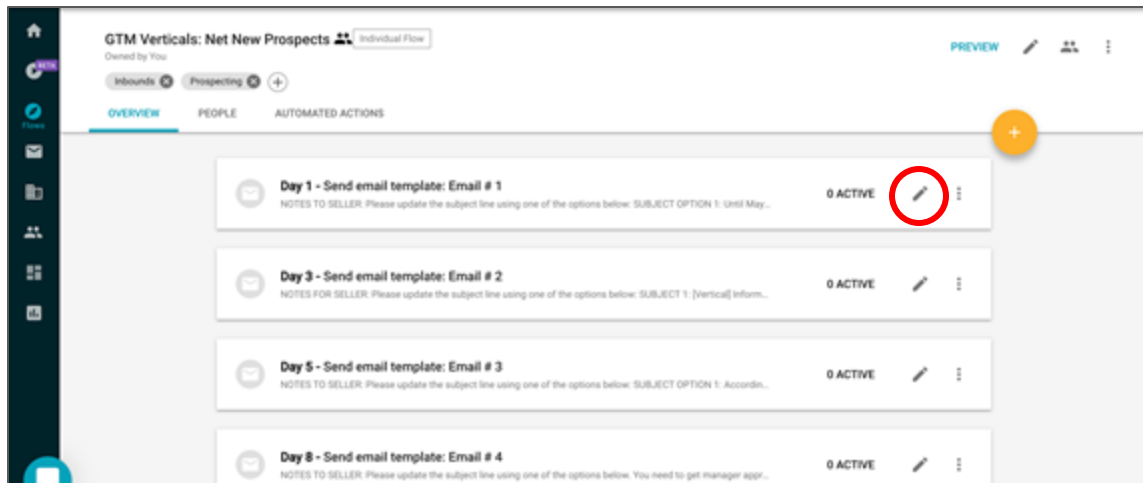 GTM Verticals: Net New Prospects Individual Flow
Owned by You
PREVIEW
BETA
Inbounds Prospecting
Flows
OVERVIEW PEOPLE AUTOMATED ACTIONS
Day 1 - Send email template: Email # 1
NOTES TO SELLER: Please update the subject line using one of the options below: SUBJECT OPTION 1: Until May...
0 ACTIVE
Day 3 - Send email template: Email # 2
NOTES FOR SELLER: Please update the subject line using one of the options below: SUBJECT 1: [Vertical] Inform...
0 ACTIVE
Day 5 - Send email template: Email # 3
NOTES TO SELLER: Please update the subject line using one of the options below: SUBJECT OPTION 1: Accordin...
0 ACTIVE
Day 8 - Send email template: Email # 4
NOTES TO SELLER: Please update the subject line using one of the options below. You need to get manager appr...
0 ACTIVE